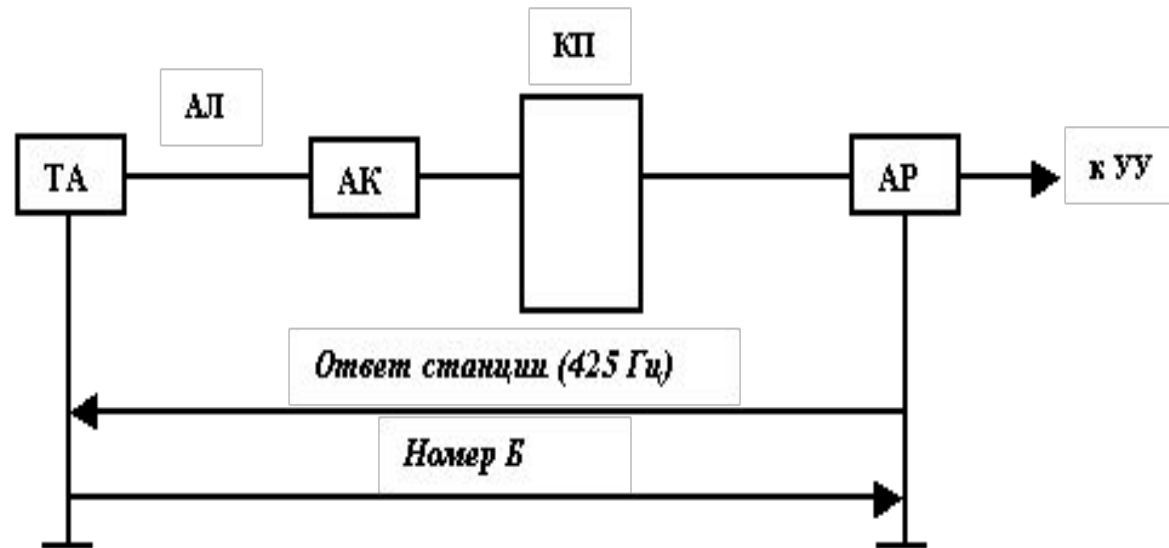 КП
АЛ
ТА
АК
АР
к УУ
Ответ станции (425 Гц)
Номер Б